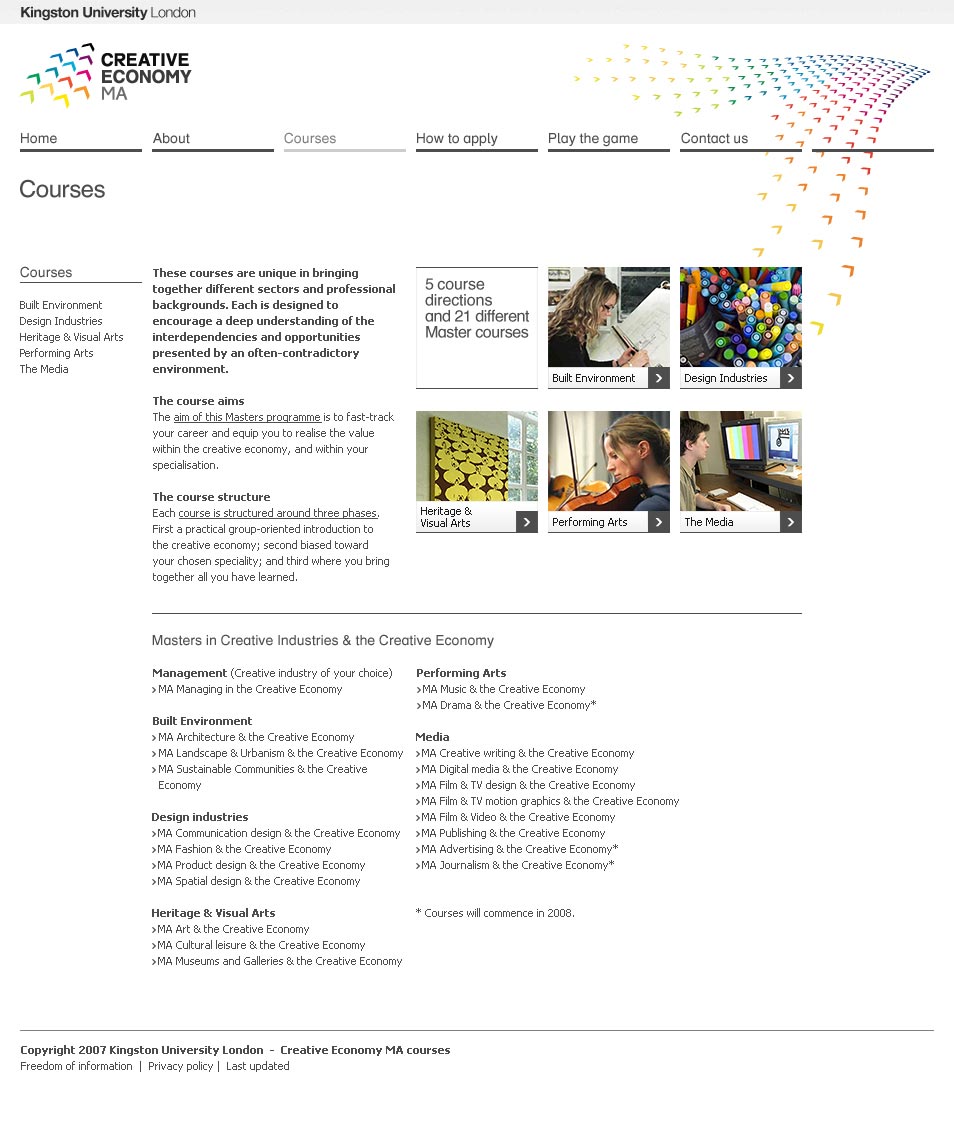 Kingston University London
CREATIVE
ECONOMY
MA
Home
About
Courses
How to apply
Play the game
Contact us
Courses
Courses
Built Environment
Design Industries
Heritage & Visual Arts
Performing Arts
The Media
These courses are unique in bringing
together different sectors and professional
backgrounds. Each is designed to
encourage a deep understanding of the
interdependencies and opportunities
presented by an often-contradictory
environment.
The course aims
The aim of this Masters programme is to fast-track
your career and equip you to realise the value
within the creative economy, and within your
specialisation.
The course structure
Each course is structured around three phases.
First a practical group-oriented introduction to
the creative economy; second biased toward
your chosen speciality; and third where you bring
together all you have learned.
5 course
directions
and 21 different
Master courses
Built Environment
Design Industries
Heritage &
Visual Arts
Performing Arts
The Media
Masters in Creative Industries & the Creative Economy
Management (Creative industry of your choice)
MA Managing in the Creative Economy
Built Environment
MA Architecture & the Creative Economy
MA Landscape & Urbanism & the Creative Economy
MA Sustainable Communities & the Creative
Economy
Design industries
MA Communication design & the Creative Economy
MA Fashion & the Creative Economy
MA Product design & the Creative Economy
MA Spatial design & the Creative Economy
Heritage & Visual Arts
MA Art & the Creative Economy
MA Cultural leisure & the Creative Economy
MA Museums and Galleries & the Creative Economy
Performing Arts
MA Music & the Creative Economy
MA Drama & the Creative Economy*
Media
MA Creative writing & the Creative Economy
MA Digital media & the Creative Economy
MA Film & TV design & the Creative Economy
MA Film & TV motion graphics & the Creative Economy
MA Film & Video & the Creative Economy
MA Publishing & the Creative Economy
MA Advertising & the Creative Economy*
MA Journalism & the Creative Economy*
* Courses will commence in 2008.
Copyright 2007 Kingston University London - Creative Economy MA courses
Freedom of information | Privacy policy | Last updated